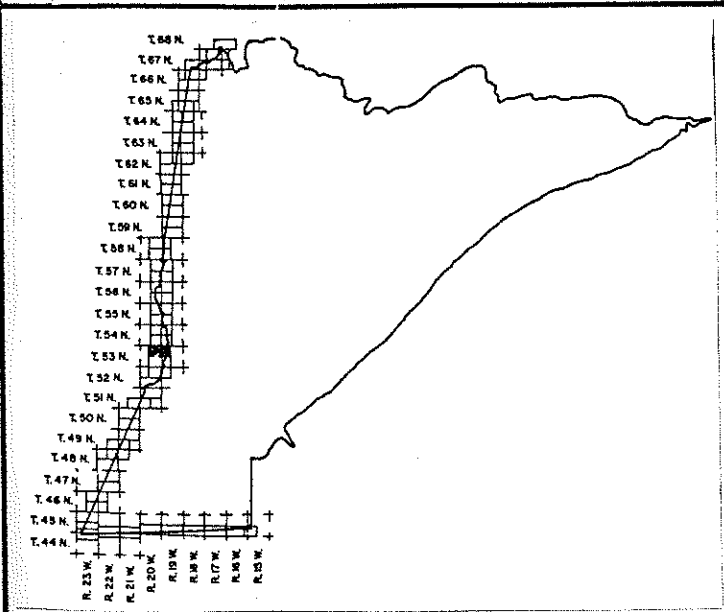 T.68 N.
T.67 N.
T.66 N.
T.65 N.
T.64 N.
T.63 N.
T.62 N.
T.61 N.
T.60 N.
T.59 N.
T.58 N.
T.57 N.
T.56 N.
T.55 N.
T.54 N.
T.53 N.
T.52 N.
T.51 N.
T.50 N.
T.49 N.
T.48 N.
T.47 N.
T.46 N.
T.45 N.
T.44 N.
R. 23 W.
R. 22 W.
R. 21 W.
R. 20 W.
R. 19 W.
R. 18 W.
R. 17 W.
R. 16 W.
R. 15 W.